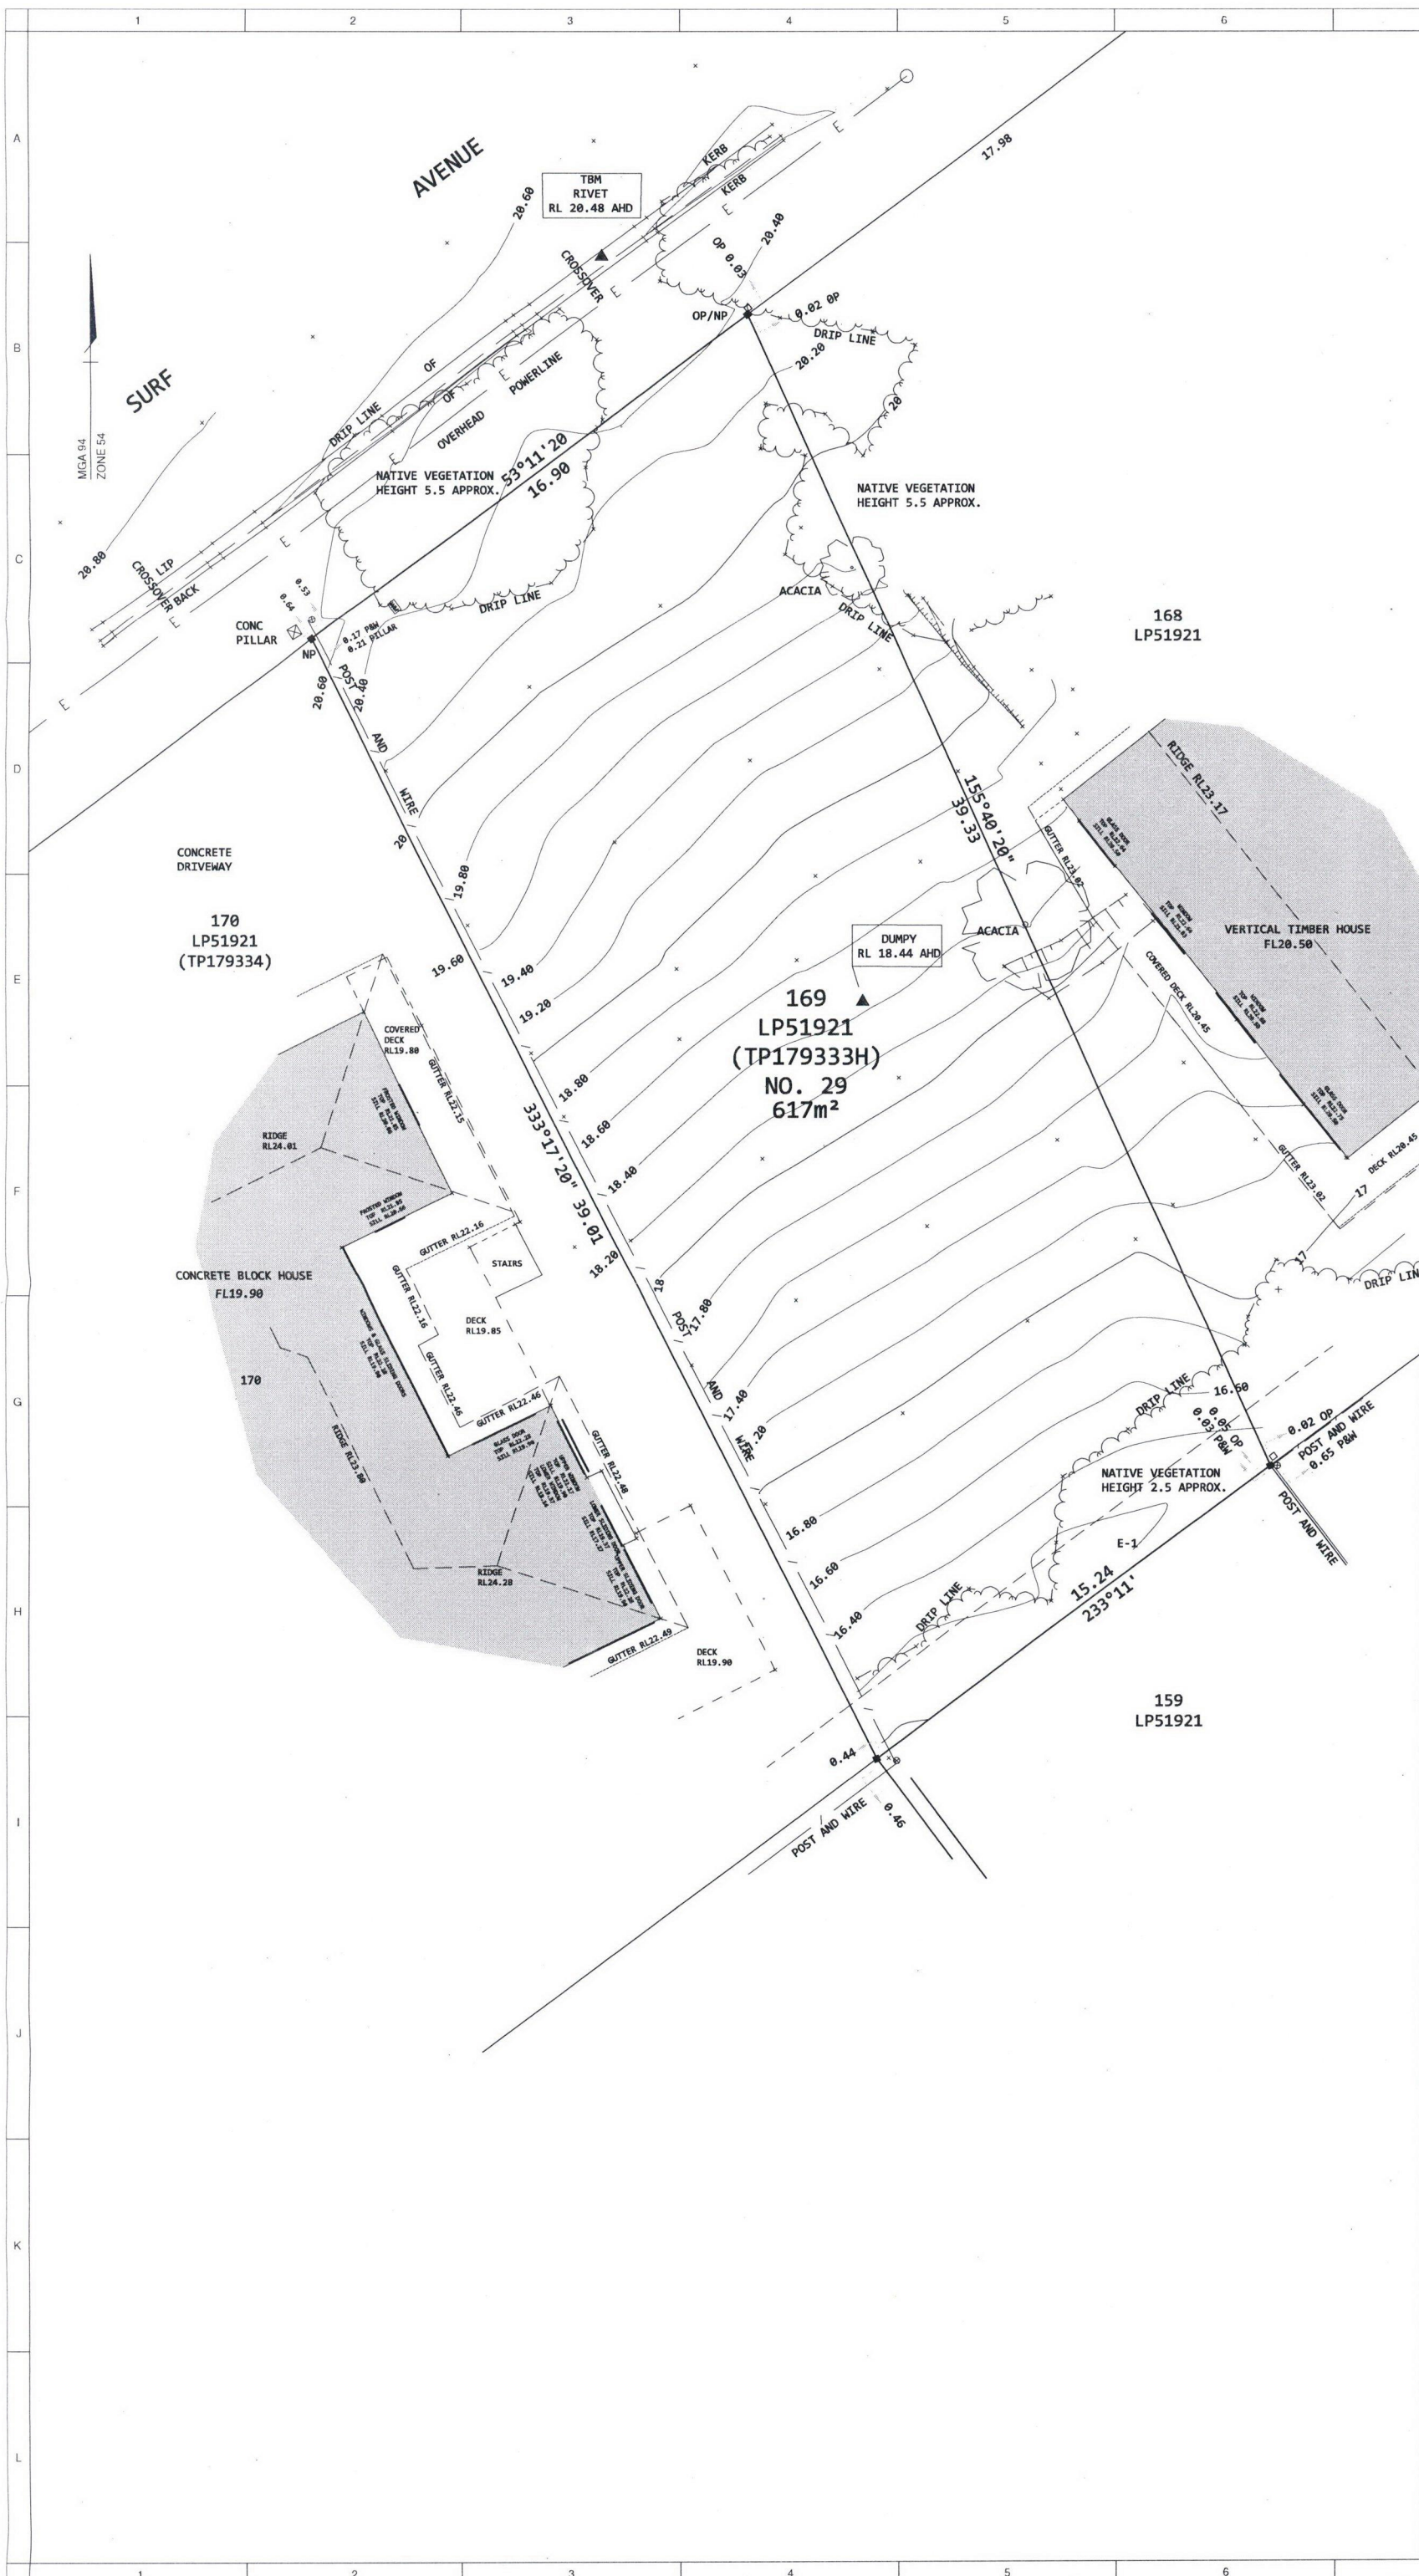 1 2 3 4 5 6
A
AVENUE
TBM
RIVET
RL 20.48 AHD
KERB
KERB
17.98
E
E
20.60
20.40
OP 0.03
CROSSOVER
E
OP/NP
0.02 OP
DRIP LINE
B
20.20
20
SURF
MGA 94
ZONE 54
DRIP LINE
OF
OF
E
OVERHEAD
POWERLINE
E
53°11'20
16.90
NATIVE VEGETATION
HEIGHT 5.5 APPROX.
NATIVE VEGETATION
HEIGHT 5.5 APPROX.
C
20.80
LIP
CROSSOVER
BACK
E
E
E
DRIP LINE
ACACIA
DRIP LINE
168
LP51921
CONC
PILLAR
NP
0.53
0.64
0.17 P&W
0.21 PILLAR
20.60
POST
20.40
AND
WIRE
D
RIDGE RL23.17
155°40'20"
39.33
GUTTER RL23.02
20
19.80
CONCRETE
DRIVEWAY
170
LP51921
(TP179334)
VERTICAL TIMBER HOUSE
FL20.50
ACACIA
DUMPY
RL 18.44 AHD
COVERED DECK RL20.45
E
19.60
19.40
19.20
169
LP51921
(TP179333H)
NO. 29
617m²
COVERED
DECK
RL19.80
GUTTER RL22.15
18.80
18.60
18.40
333°17'20" 39.01
18.20
RIDGE
RL24.01
F
GUTTER RL23.02
DECK RL20.45
17
17
DRIP LIN
GUTTER RL22.16
STAIRS
CONCRETE BLOCK HOUSE
FL19.90
GUTTER RL22.16
DECK
RL19.85
18
POST
17.80
170
GUTTER RL22.46
GUTTER RL22.46
G
AND
17.40
WIRE
DRIP LINE
16.60
0.05 OP
0.03 P&W
0.02 OP
POST AND WIRE
0.65 P&W
RIDGE RL23.80
GUTTER RL22.48
NATIVE VEGETATION
HEIGHT 2.5 APPROX.
POST AND WIRE
16.80
16.60
16.40
E-1
H
RIDGE
RL24.28
DRIP LINE
15.24
233°11'
GUTTER RL22.49
DECK
RL19.90
159
LP51921
0.44
0.46
POST AND WIRE
I
J
K
L
1 2 3 4 5 6